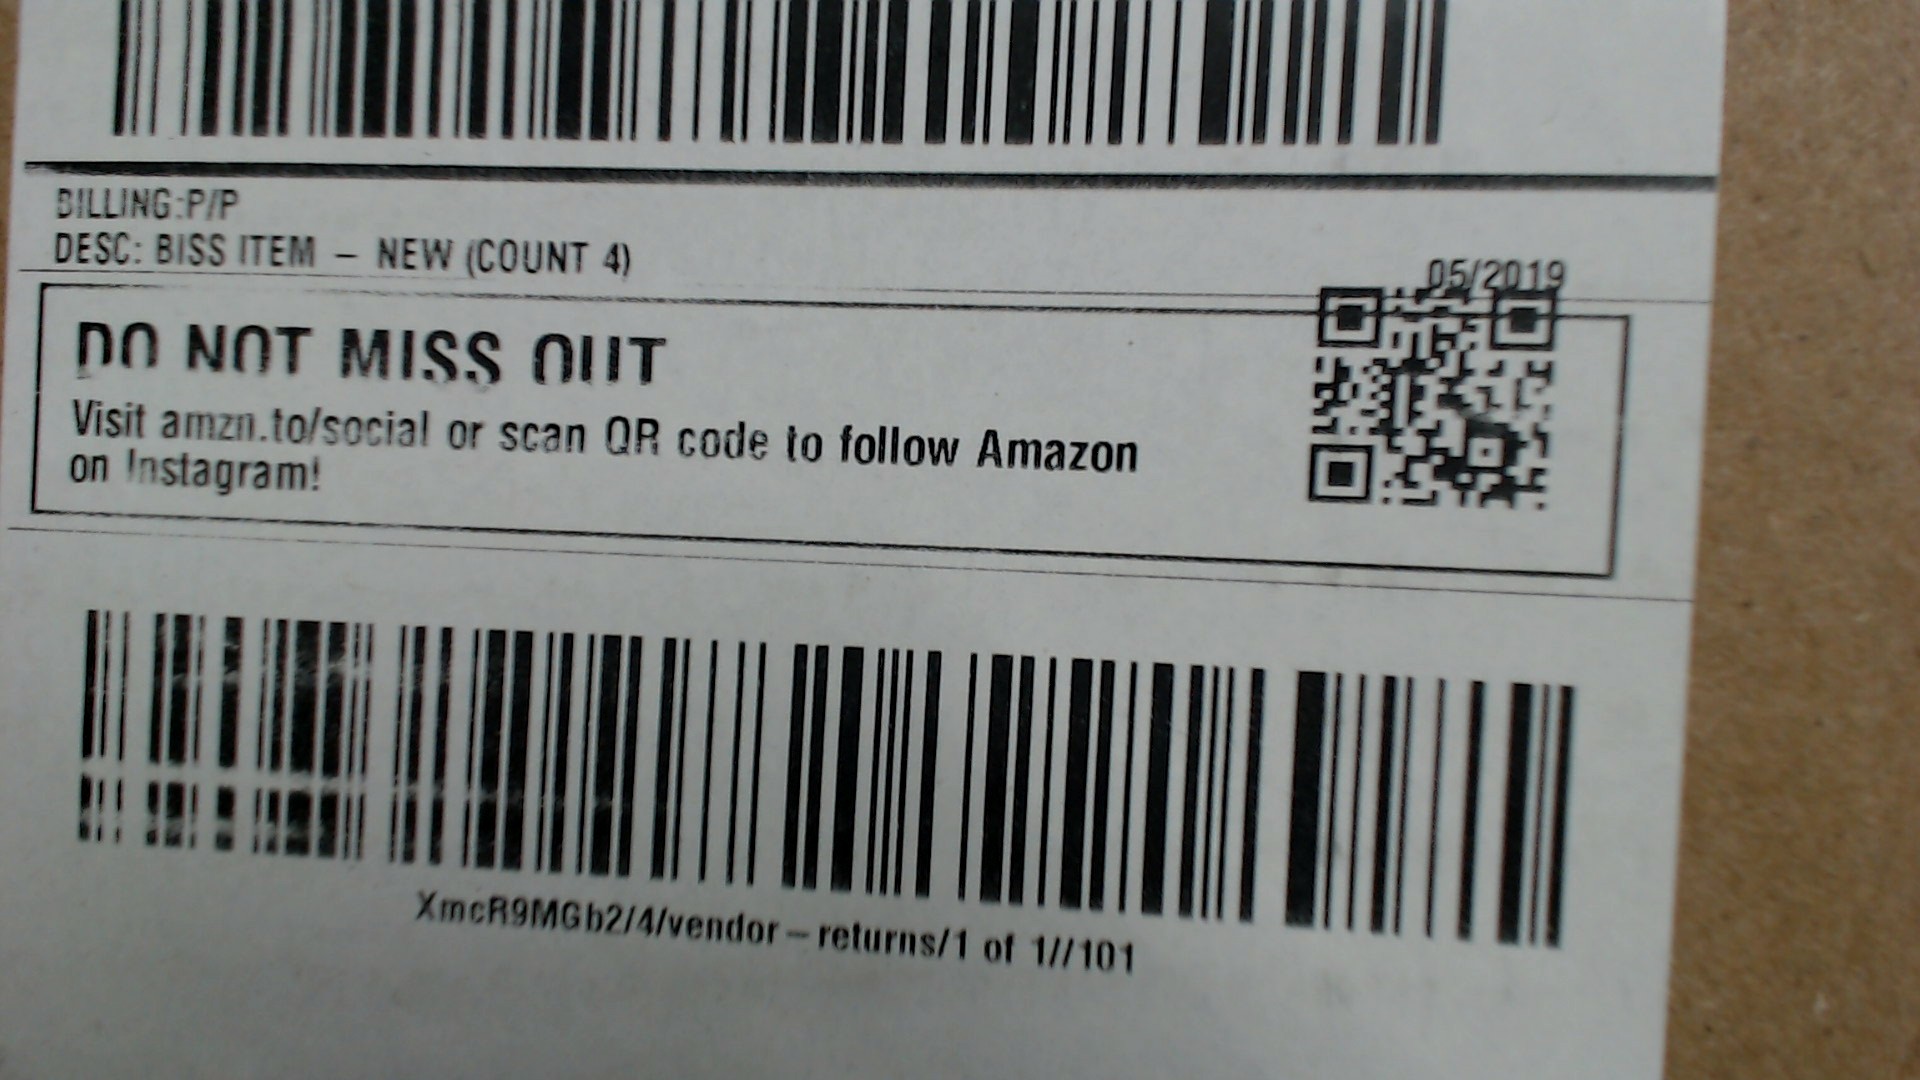 BILLING:P/P
DESC: BISS ITEM – NEW (COUNT 4)
05/2019
DO NOT MISS OUT
Visit amzn.to/social or scan QR code to follow Amazon
on Instagram!
XmcR9MGb2/4/vendor–returns/1 of 1//101